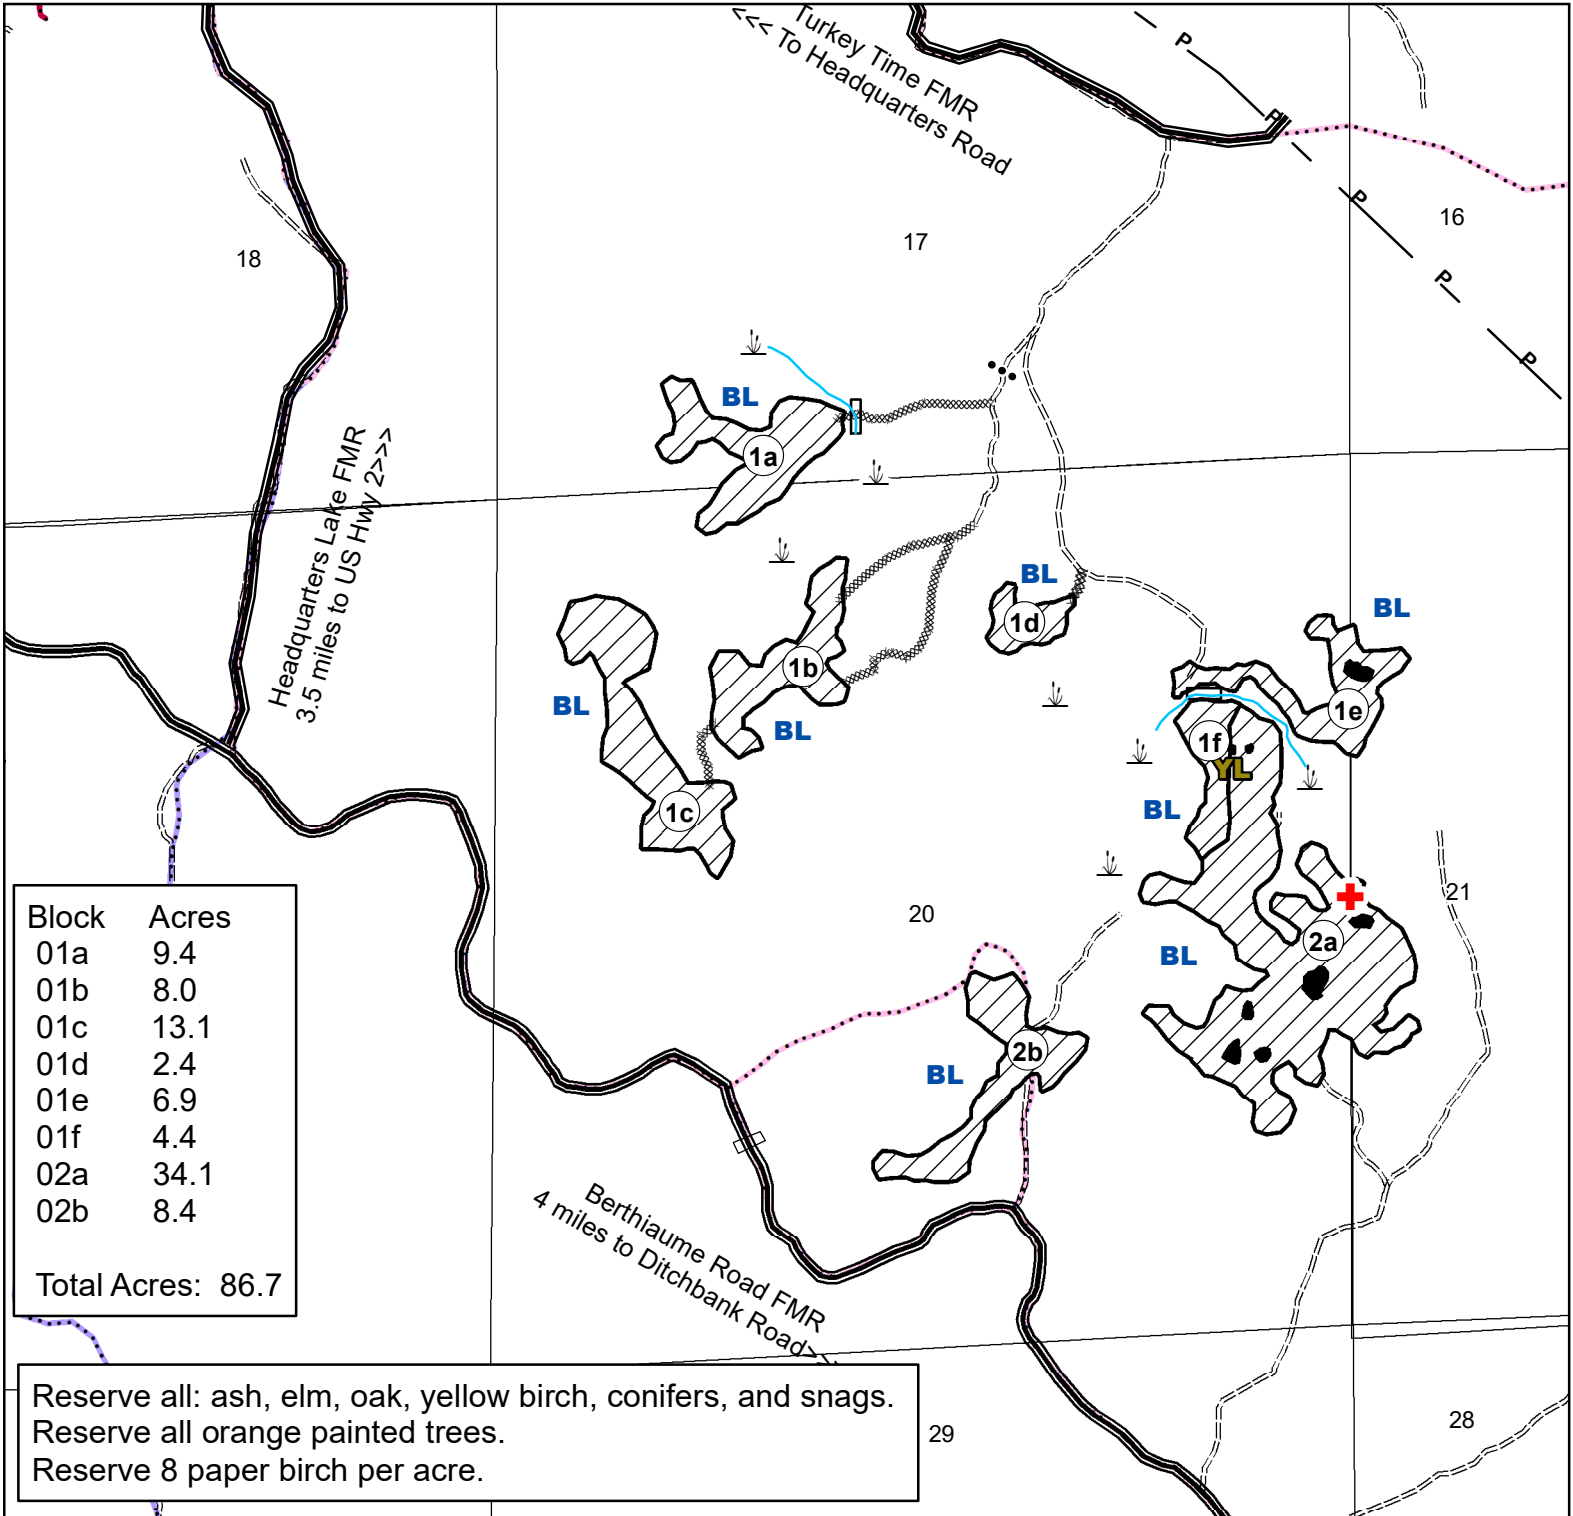 Turkey Time FMR
<<< To Headquarters Road
P
P
P
P
P
16
17
18
BL
1a
Headquarters Lake FMR
3.5 miles to US Hwy 2>>>
BL
1d
BL
1b
BL
BL
1e
BL
1c
1f
YL
BL
21
20
2a
BL
2b
BL
Block Acres
01a 9.4
01b 8.0
01c 13.1
01d 2.4
01e 6.9
01f 4.4
02a 34.1
02b 8.4
Total Acres: 86.7
Berthiaume Road FMR
4 miles to Ditchbank Road>>>
Reserve all: ash, elm, oak, yellow birch, conifers, and snags.
Reserve all orange painted trees.
Reserve 8 paper birch per acre.
29
28